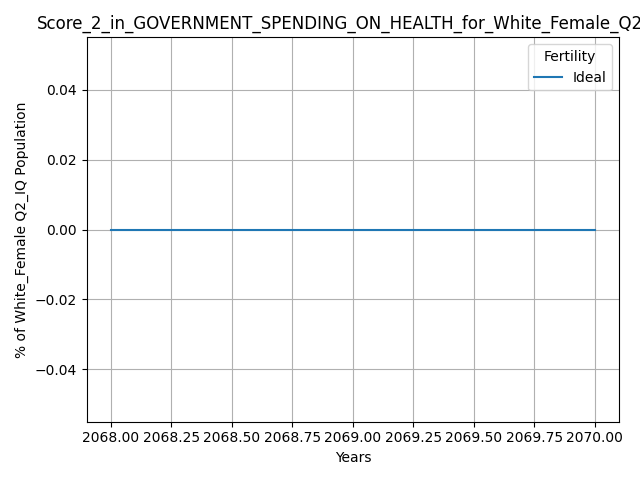 Score_2_in_GOVERNMENT_SPENDING_ON_HEALTH_for_White_Female_Q2
Fertility
Ideal
% of White_Female Q2_IQ Population
0.04
0.02
0.00
−0.02
−0.04
2068.00 2068.25 2068.50 2068.75 2069.00 2069.25 2069.50 2069.75 2070.00
Years